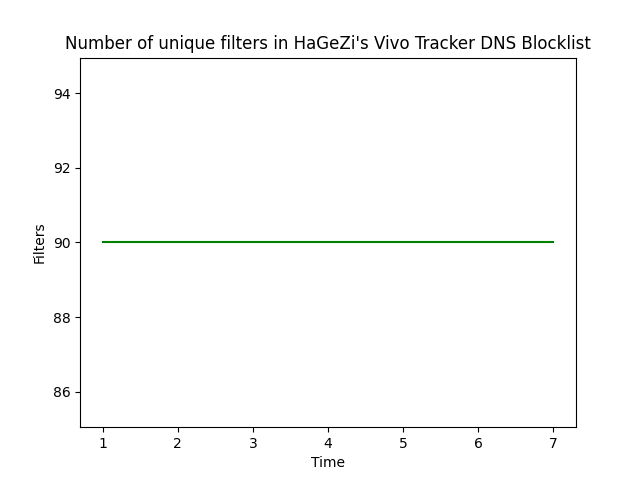 Number of unique filters in HaGeZi's Vivo Tracker DNS Blocklist
94
92
90
88
86
Filters
1 2 3 4 5 6 7
Time